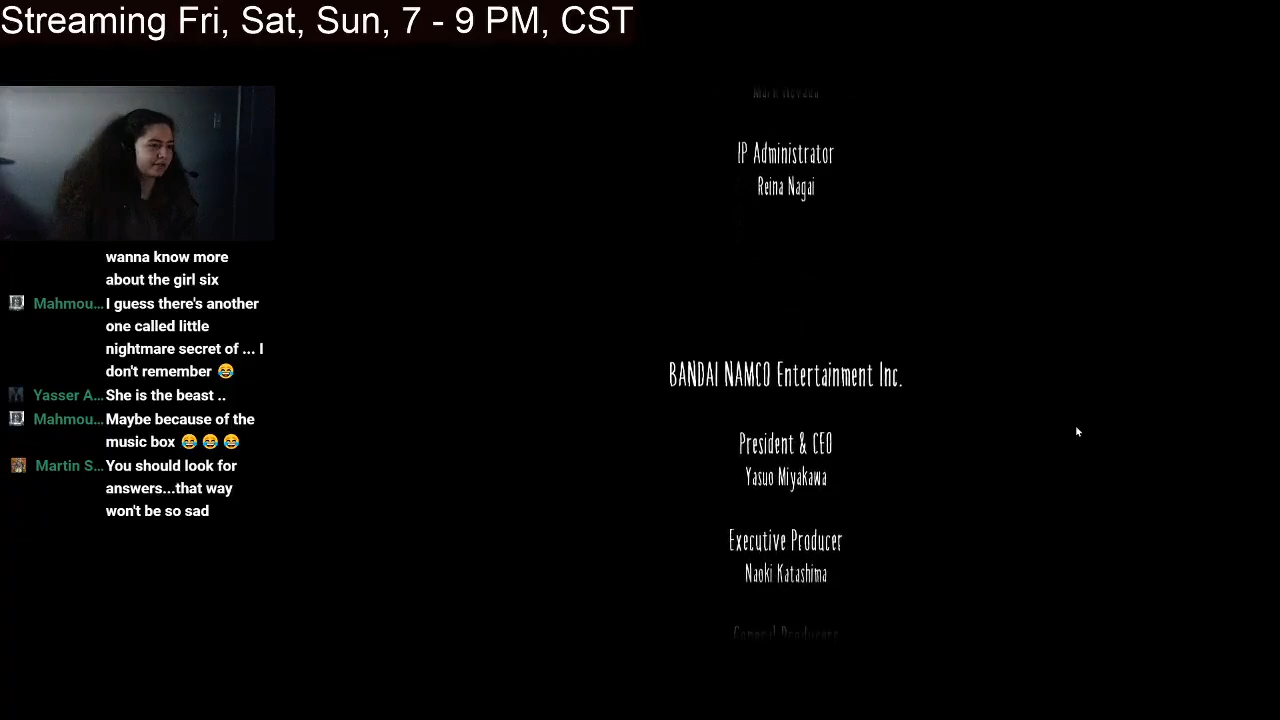 Streaming Fri, Sat, Sun, 7 - 9 PM, CST
wanna know more
about the girl six
Mahmou... I guess there's another
one called little
nightmare secret of ... I
don't remember 😂
Yasser A... She is the beast ..
Mahmou... Maybe because of the
music box 😂 😂 😂
Martin S... You should look for
answers...that way
won't be so sad
IP Administrator
Reina Nagai
BANDAI NAMCO Entertainment Inc.
President & CEO
Yasuo Miyakawa
Executive Producer
Naoki Katashima
General Producers